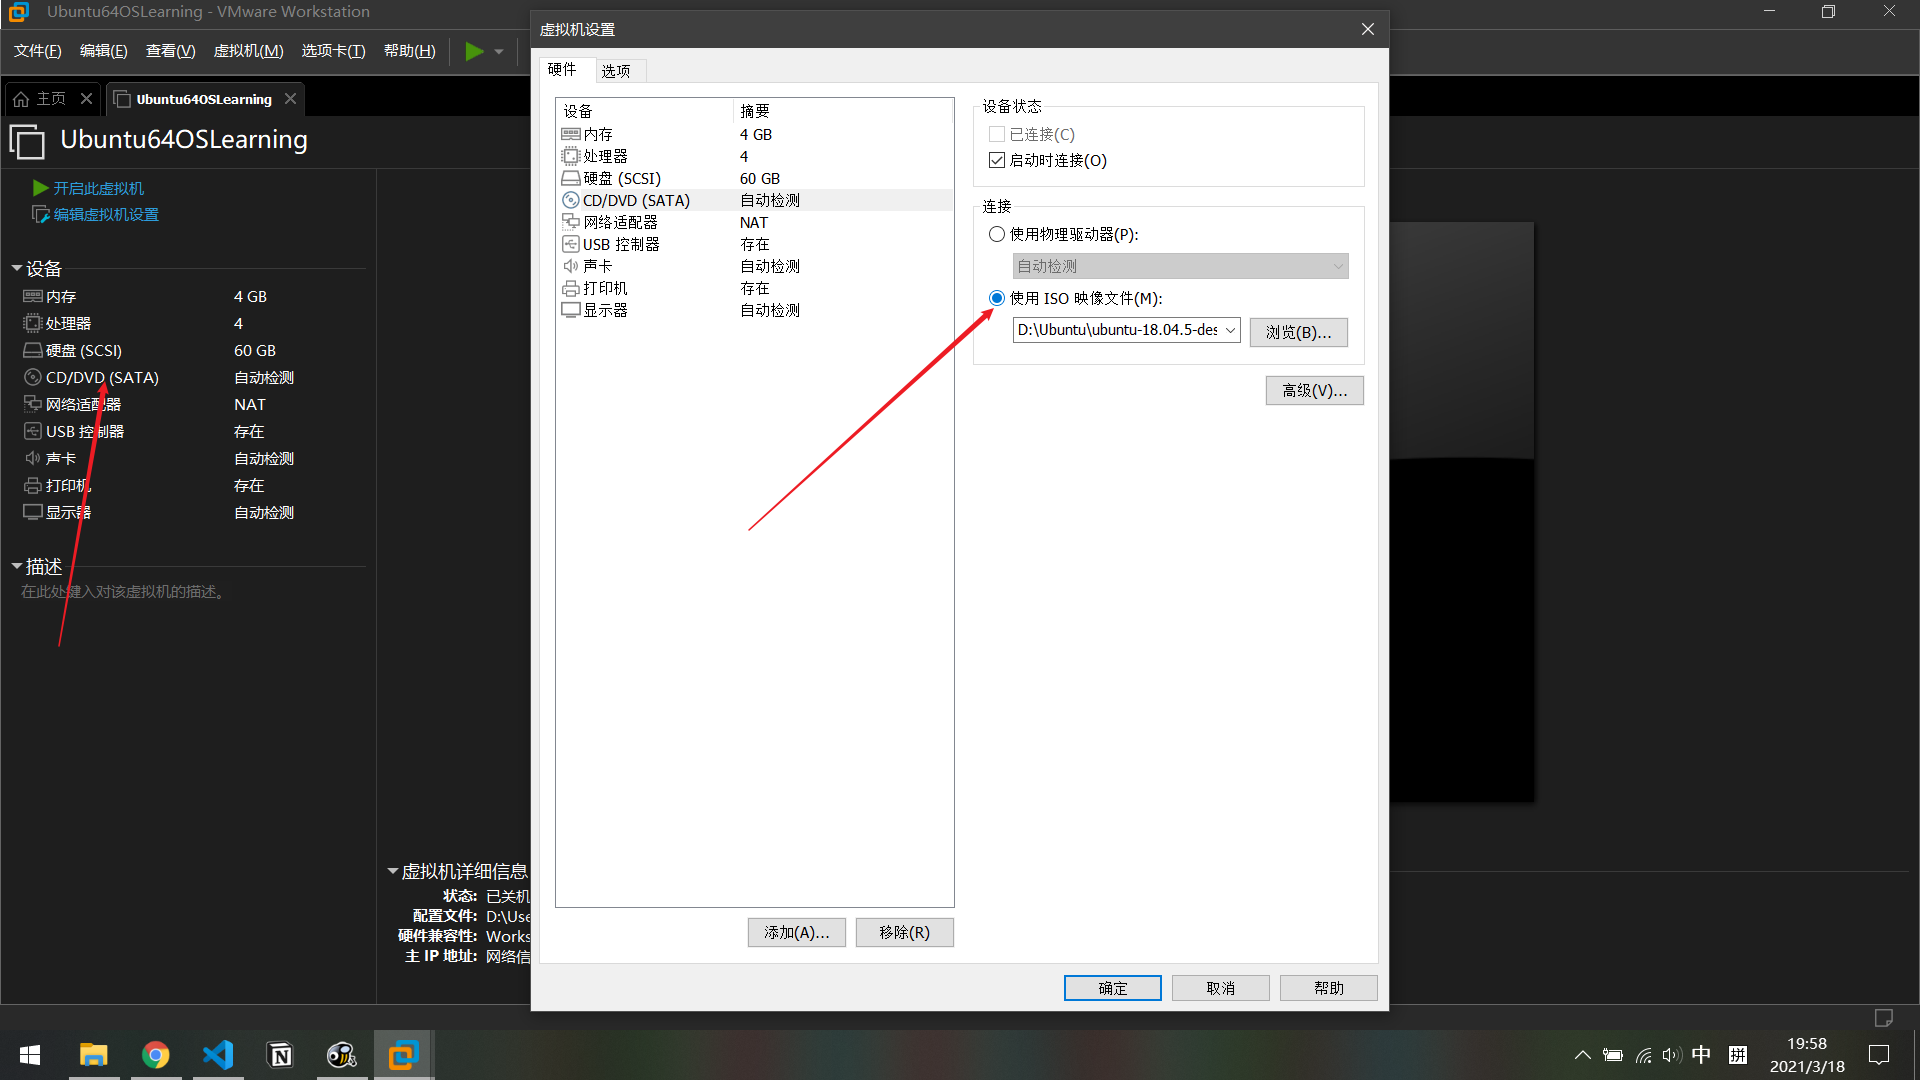 Ubuntu64OSLearning - VMware Workstation
文件(F) 编辑(E) 查看(V) 虚拟机(M) 选项卡(T) 帮助(H)
主页
Ubuntu64OSLearning
Ubuntu64OSLearning
开启此虚拟机
编辑虚拟机设置
设备
内存 4 GB
处理器 4
硬盘 (SCSI) 60 GB
CD/DVD (SATA) 自动检测
网络适配器 NAT
USB 控制器 存在
声卡 自动检测
打印机 存在
显示器 自动检测
描述
在此处键入对该虚拟机的描述。
虚拟机详细信息
状态: 已关机
配置文件: D:\Use
硬件兼容性: Works
主 IP 地址: 网络信
虚拟机设置
硬件 选项
设备 摘要
内存 4 GB
处理器 4
硬盘 (SCSI) 60 GB
CD/DVD (SATA) 自动检测
网络适配器 NAT
USB 控制器 存在
声卡 自动检测
打印机 存在
显示器 自动检测
添加(A)... 移除(R)
设备状态
已连接(C)
启动时连接(O)
连接
使用物理驱动器(P):
自动检测
使用 ISO 映像文件(M):
D:\Ubuntu\ubuntu-18.04.5-des 浏览(B)...
高级(V)...
确定 取消 帮助
中 拼
19:58
2021/3/18